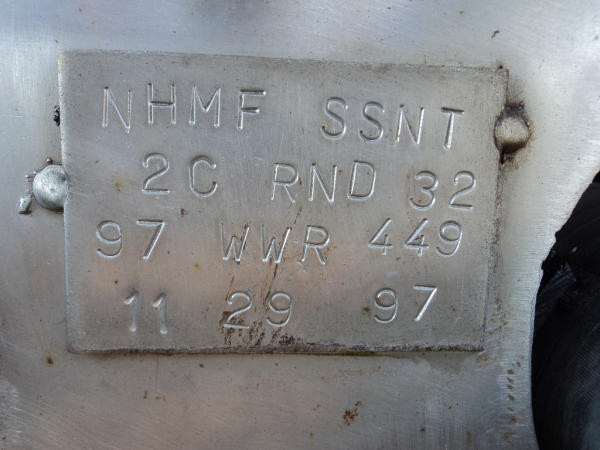 NHMF SSNT
2C RND 32
97 WWR 449
11 29 97